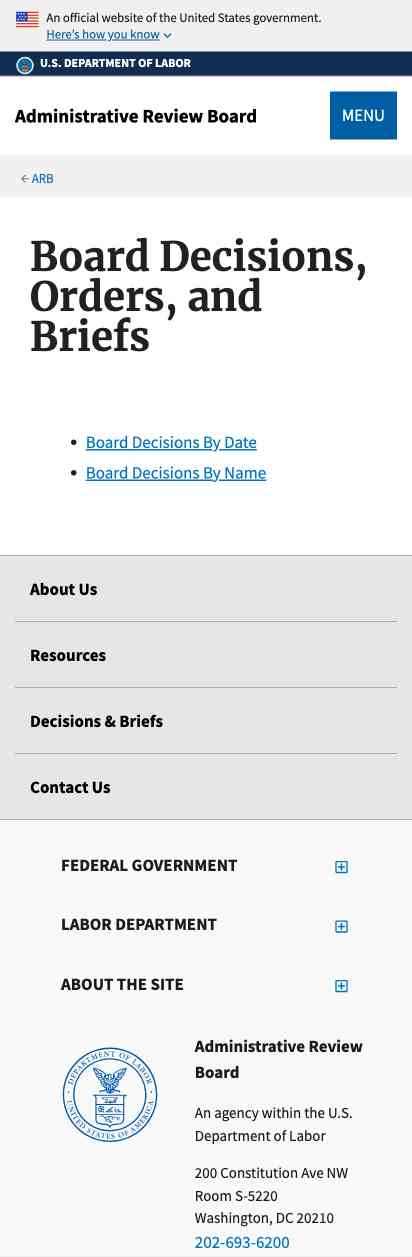 An official website of the United States government.
Here's how you know
U.S. DEPARTMENT OF LABOR
Administrative Review Board
MENU
ARB
Board Decisions,
Orders, and
Briefs
Board Decisions By Date
Board Decisions By Name
About Us
Resources
Decisions & Briefs
Contact Us
FEDERAL GOVERNMENT
LABOR DEPARTMENT
ABOUT THE SITE
DEPARTMENT OF LABOR
UNITED STATES OF AMERICA
Administrative Review
Board
An agency within the U.S.
Department of Labor
200 Constitution Ave NW
Room S-5220
Washington, DC 20210
202-693-6200